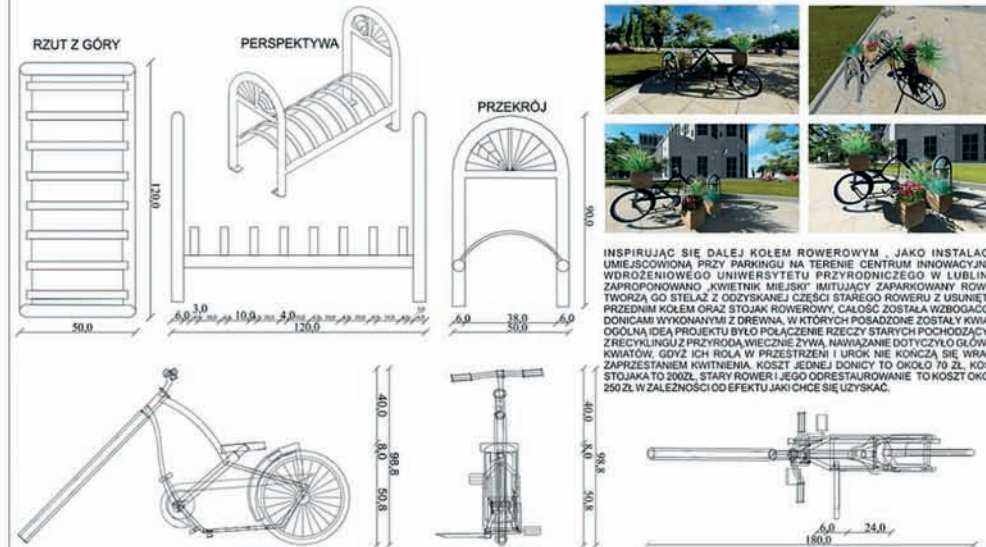 RZUT Z GÓRY
PERSPEKTYWA
PRZEKRÓJ
120,0
50,0
6,0 3,0 10,0 4,0
120,0
90,0
6,0 38,0 6,0
50,0
INSPIRUJĄC SIĘ DALEJ KOŁEM ROWEROWYM , JAKO INSTALAC
UMIEJSCOWIONĄ PRZY PARKINGU NA TERENIE CENTRUM INNOWACYJN
WDROŻENIOWEGO UNIWERSYTETU PRZYRODNICZEGO W LUBLIN
ZAPROPONOWANO „KWIETNIK MIEJSKI" IMITUJĄCY ZAPARKOWANY ROW
TWORZĄ GO STELAŻ Z ODZYSKANEJ CZĘŚCI STAREGO ROWERU Z USUNIĘT
PRZEDNIM KOŁEM ORAZ STOJAK ROWEROWY, CAŁOŚĆ ZOSTAŁA WZBOGACO
DONICAMI WYKONANYMI Z DREWNA, W KTÓRYCH POSADZONE ZOSTAŁY KWIA
OGÓLNĄ IDEĄ PROJEKTU BYŁO POŁĄCZENIE RZECZY STARYCH POCHODZĄCY
Z RECYKLINGU Z PRZYRODĄ WIECZNIE ŻYWĄ. NAWIĄZANIE DOTYCZYŁO GŁÓW
KWIATÓW, GDYŻ ICH ROLA W PRZESTRZENI I UROK NIE KOŃCZĄ SIĘ WRA
ZAPRZESTANIEM KWITNIENIA. KOSZT JEDNEJ DONICY TO OKOŁO 70 ZŁ, KOS
STOJAKA TO 200ZŁ, STARY ROWER I JEGO ODRESTAUROWANIE TO KOSZT OKO
250 ZŁ W ZALEŻNOŚCI OD EFEKTU JAKI CHCE SIĘ UZYSKAĆ.
40,0
8,0
98,8
50,8
40,0
8,0
98,8
50,8
6,0 24,0
180,0